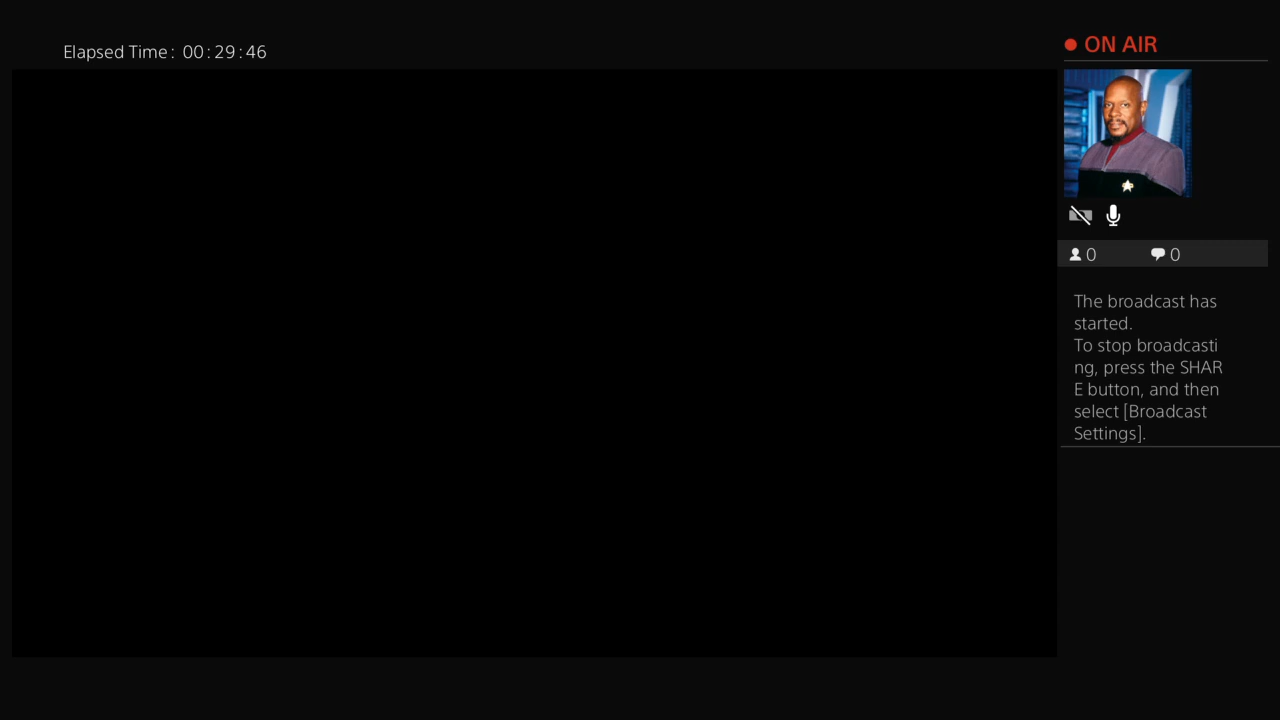 Elapsed Time: 00:29:46
ON AIR
0 0
The broadcast has
started.
To stop broadcasti
ng, press the SHAR
E button, and then
select [Broadcast
Settings].